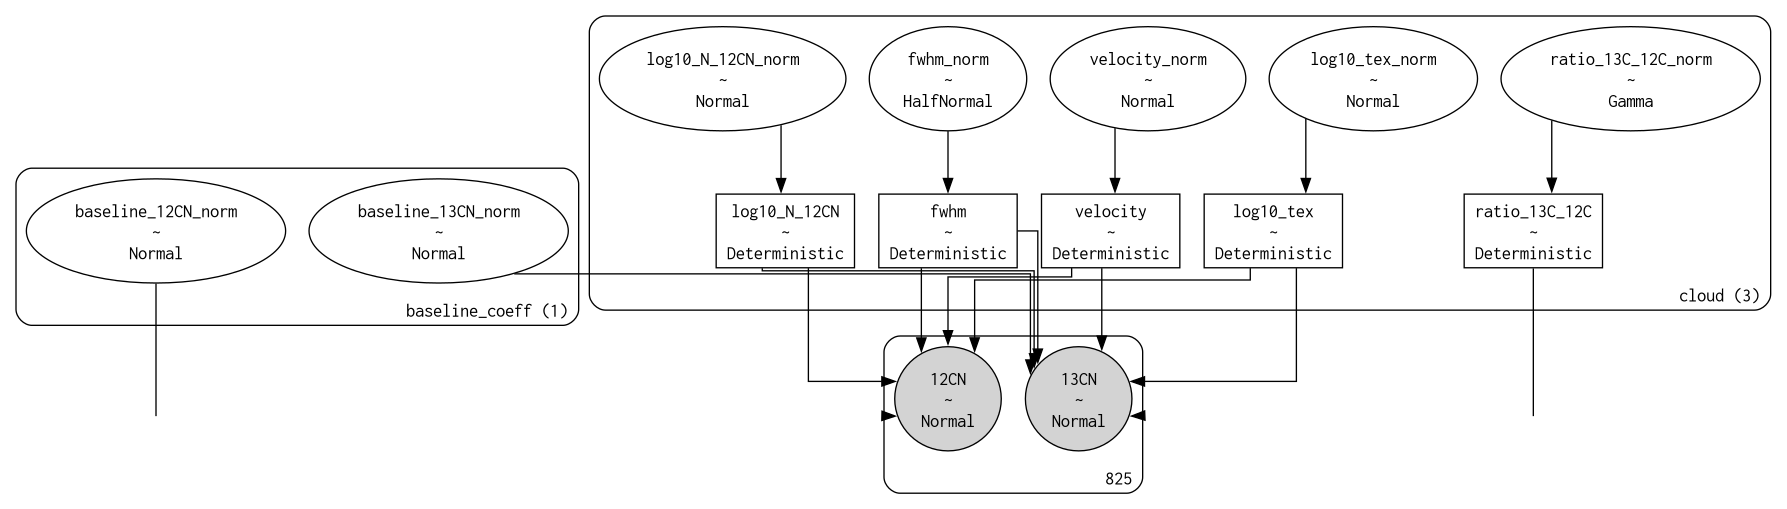 log10_N_12CN_norm
~
Normal
fwhm_norm
~
HalfNormal
velocity_norm
~
Normal
log10_tex_norm
~
Normal
ratio_13C_12C_norm
~
Gamma
baseline_12CN_norm
~
Normal
baseline_13CN_norm
~
Normal
log10_N_12CN
~
Deterministic
fwhm
~
Deterministic
velocity
~
Deterministic
log10_tex
~
Deterministic
ratio_13C_12C
~
Deterministic
baseline_coeff (1)
cloud (3)
12CN
~
Normal
13CN
~
Normal
825